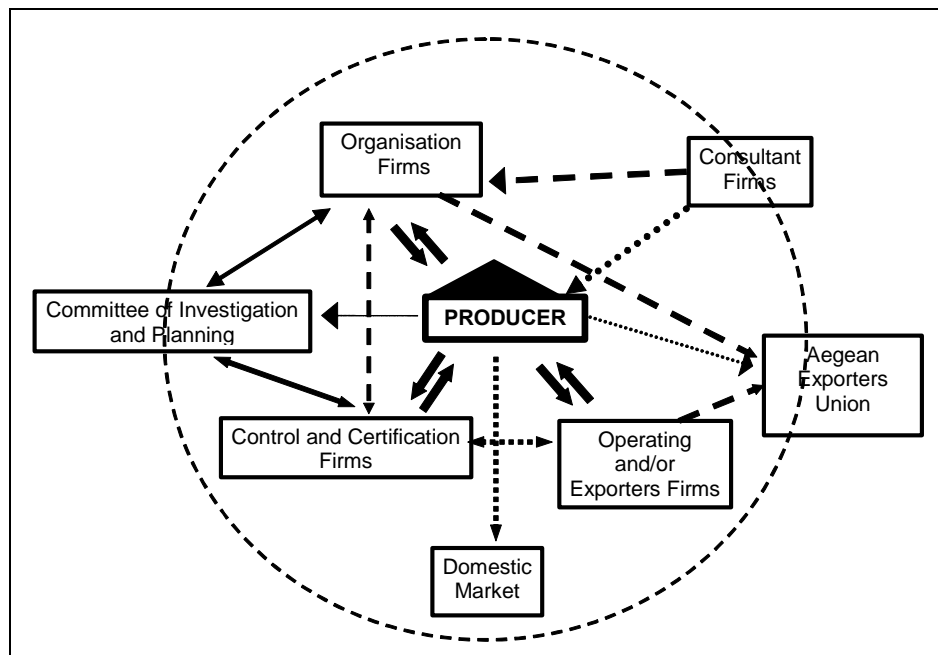 Organisation
Firms
Consultant
Firms
Committee of Investigation
and Planning
PRODUCER
Aegean
Exporters
Union
Control and Certification
Firms
Operating
and/or
Exporters Firms
Domestic
Market